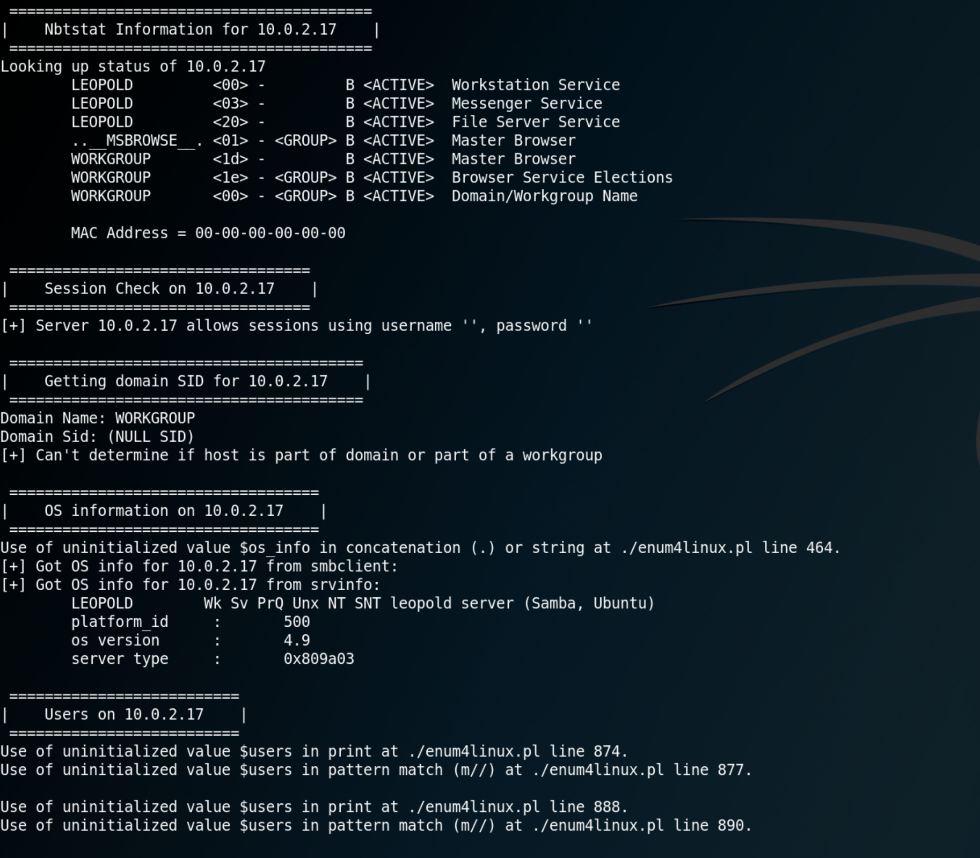 =========================================
|    Nbtstat Information for 10.0.2.17    |
 =========================================
Looking up status of 10.0.2.17
        LEOPOLD         <00> -         B <ACTIVE>  Workstation Service
        LEOPOLD         <03> -         B <ACTIVE>  Messenger Service
        LEOPOLD         <20> -         B <ACTIVE>  File Server Service
        ..__MSBROWSE__. <01> - <GROUP> B <ACTIVE>  Master Browser
        WORKGROUP       <1d> -         B <ACTIVE>  Master Browser
        WORKGROUP       <1e> - <GROUP> B <ACTIVE>  Browser Service Elections
        WORKGROUP       <00> - <GROUP> B <ACTIVE>  Domain/Workgroup Name

        MAC Address = 00-00-00-00-00-00

 ==================================
|    Session Check on 10.0.2.17    |
 ==================================
[+] Server 10.0.2.17 allows sessions using username '', password ''

 ========================================
|    Getting domain SID for 10.0.2.17    |
 ========================================
Domain Name: WORKGROUP
Domain Sid: (NULL SID)
[+] Can't determine if host is part of domain or part of a workgroup

 ===================================
|    OS information on 10.0.2.17    |
 ===================================
Use of uninitialized value $os_info in concatenation (.) or string at ./enum4linux.pl line 464.
[+] Got OS info for 10.0.2.17 from smbclient:
[+] Got OS info for 10.0.2.17 from srvinfo:
        LEOPOLD        Wk Sv PrQ Unx NT SNT leopold server (Samba, Ubuntu)
        platform_id     :       500
        os version      :       4.9
        server type     :       0x809a03

 ==========================
|    Users on 10.0.2.17    |
 ==========================
Use of uninitialized value $users in print at ./enum4linux.pl line 874.
Use of uninitialized value $users in pattern match (m//) at ./enum4linux.pl line 877.

Use of uninitialized value $users in print at ./enum4linux.pl line 888.
Use of uninitialized value $users in pattern match (m//) at ./enum4linux.pl line 890.